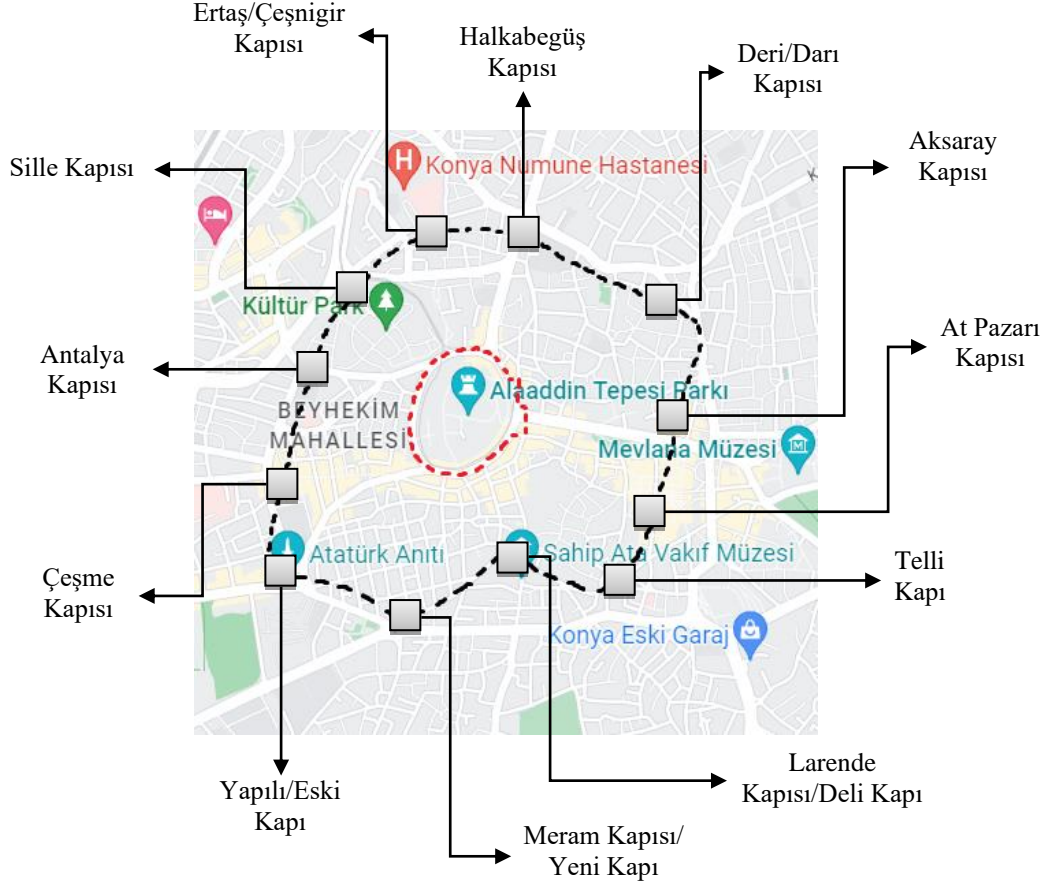 Ertaş/Çeşnigir
Kapısı
Halkabegüş
Kapısı
Deri/Darı
Kapısı
Aksaray
Kapısı
Sille Kapısı
Konya Numune Hastanesi
Kültür Park
At Pazarı
Kapısı
Antalya
Kapısı
Alaaddin Tepesi Parkı
BEYHEKİM
MAHALLESİ
Mevlana Müzesi
Atatürk Anıtı
Sahip Ata Vakıf Müzesi
Telli
Kapı
Çeşme
Kapısı
Konya Eski Garaj
Larende
Kapısı/Deli Kapı
Yapılı/Eski
Kapı
Meram Kapısı/
Yeni Kapı